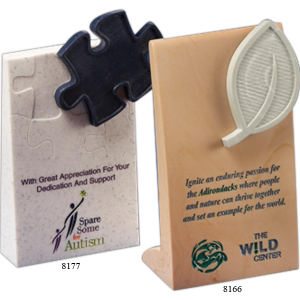 With Great Appreciation For Your
Dedication And Support
Spare
Some
for
Autism
8177
Ignite an enduring passion for
the Adirondacks where people
and nature can thrive together
and set an example for the world.
THE
W!LD
CENTER
8166